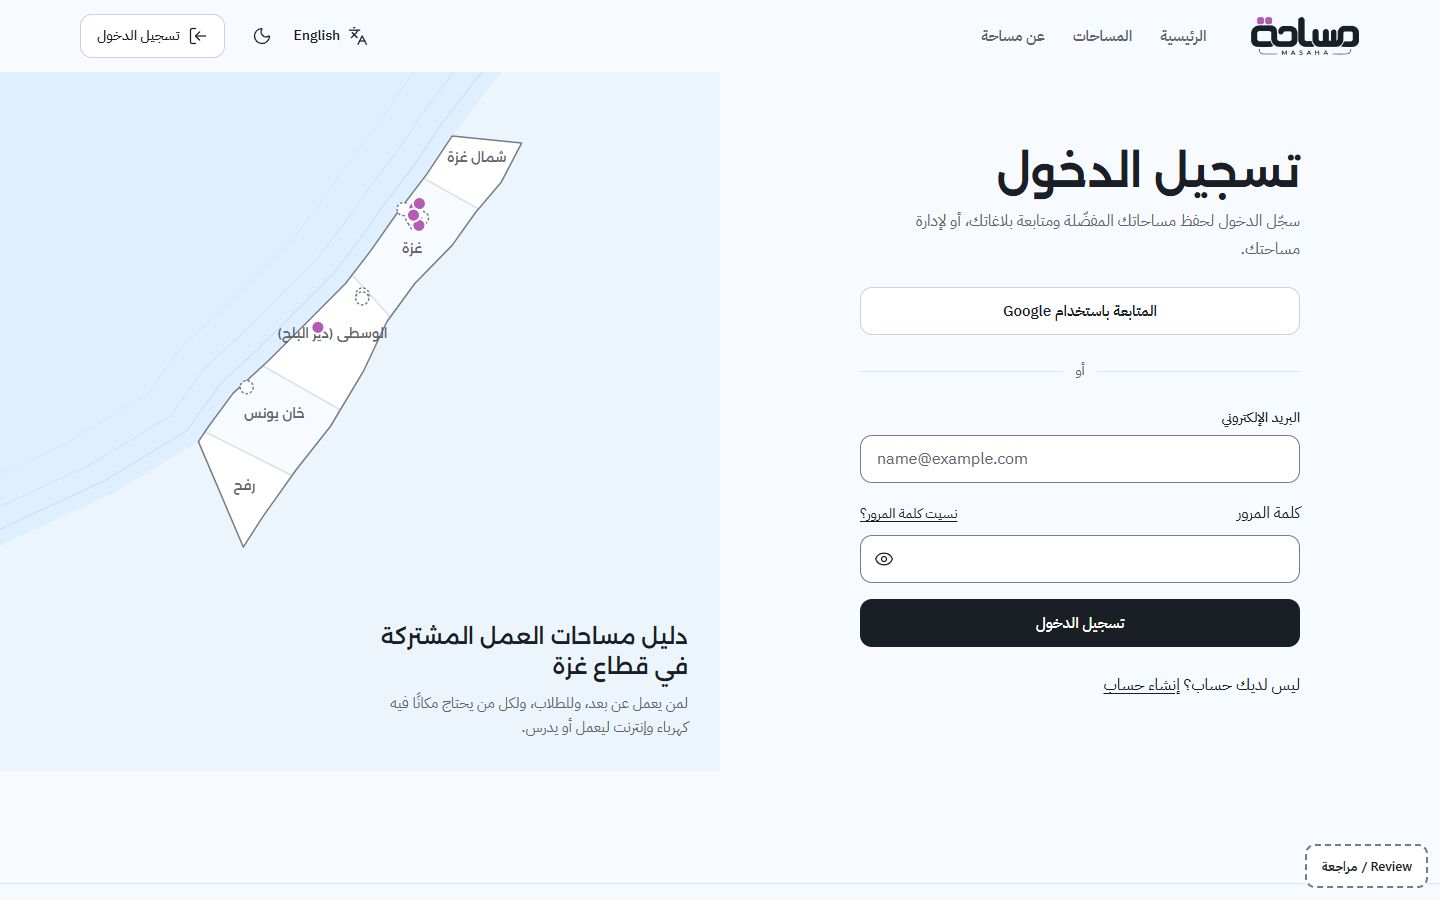 مساحة
MASAHA
الرئيسية
المساحات
عن مساحة
English
تسجيل الدخول
تسجيل الدخول
سجّل الدخول لحفظ مساحاتك المفضّلة ومتابعة بلاغاتك، أو لإدارة
مساحتك.
المتابعة باستخدام Google
أو
البريد الإلكتروني
name@example.com
كلمة المرور
نسيت كلمة المرور؟
تسجيل الدخول
ليس لديك حساب؟ إنشاء حساب
شمال غزة
غزة
الوسطى (دير البلح)
خان يونس
رفح
دليل مساحات العمل المشتركة
في قطاع غزة
لمن يعمل عن بعد، وللطلاب، ولكل من يحتاج مكانًا فيه
كهرباء وإنترنت ليعمل أو يدرس.
Review / مراجعة